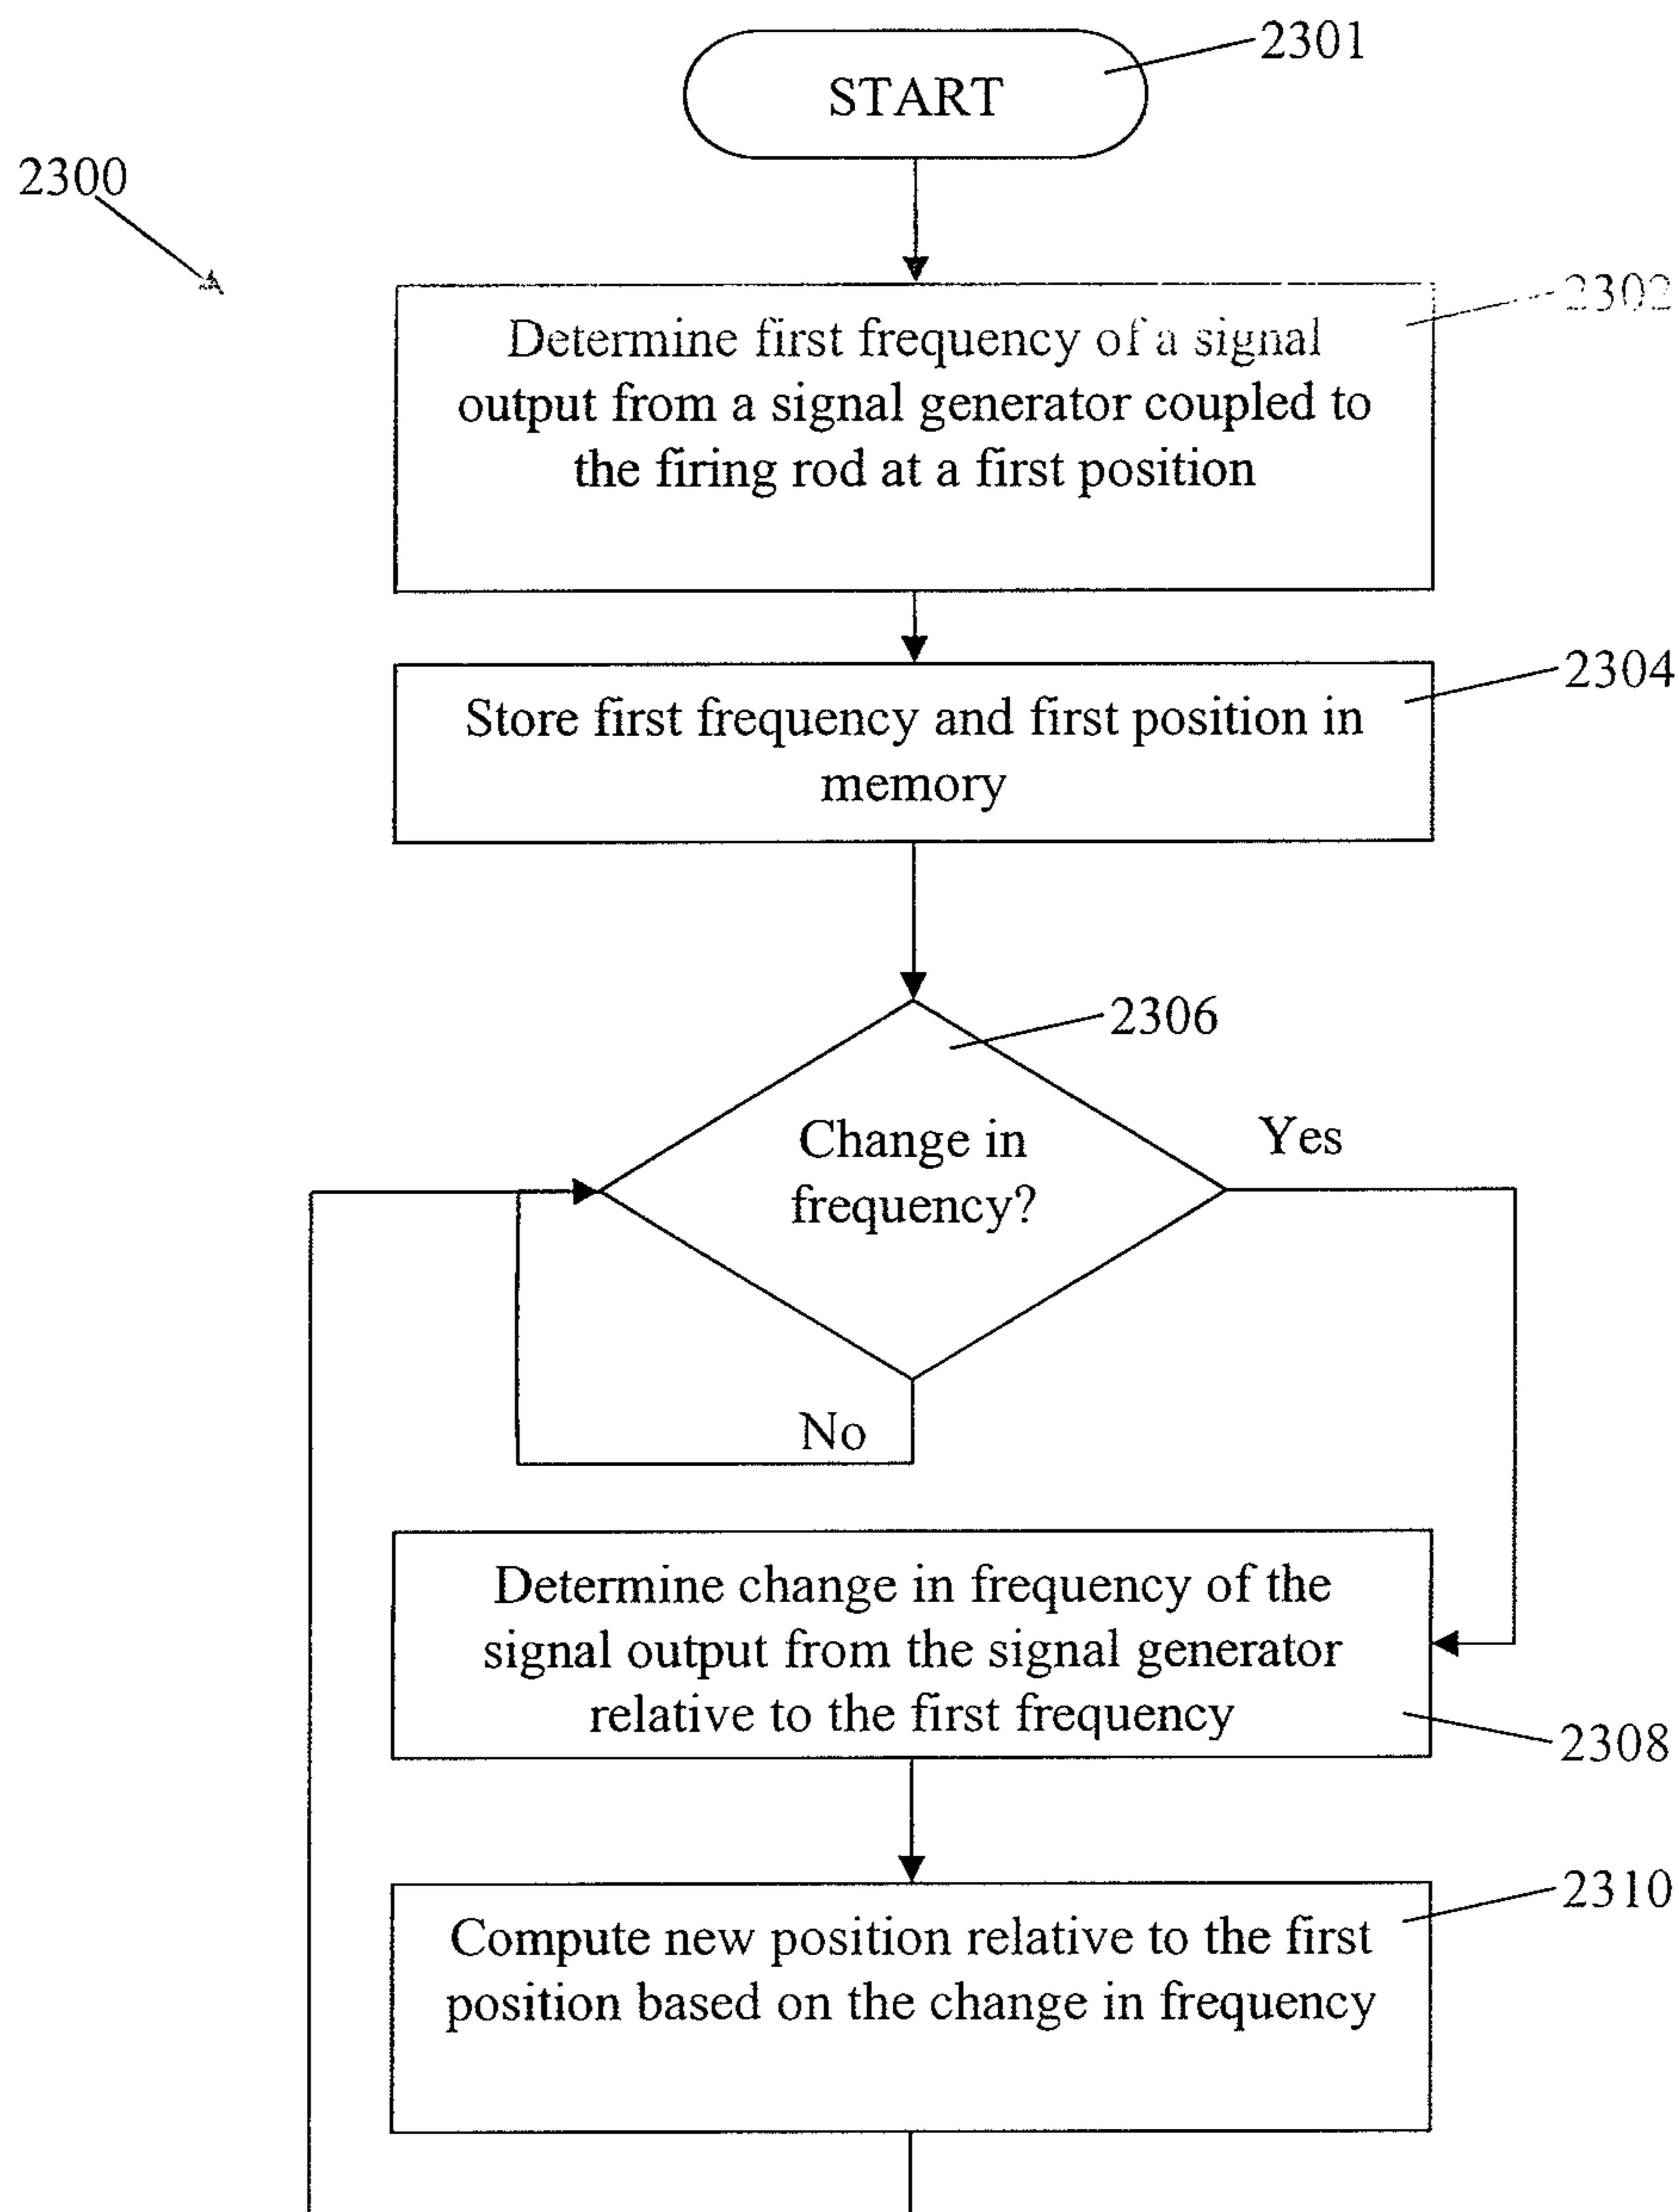 2301
START
2300
2302
Determine first frequency of a signal
output from a signal generator coupled to
the firing rod at a first position
2304
Store first frequency and first position in
memory
2306
Change in
frequency?
Yes
No
Determine change in frequency of the
signal output from the signal generator
relative to the first frequency
2308
2310
Compute new position relative to the first
position based on the change in frequency